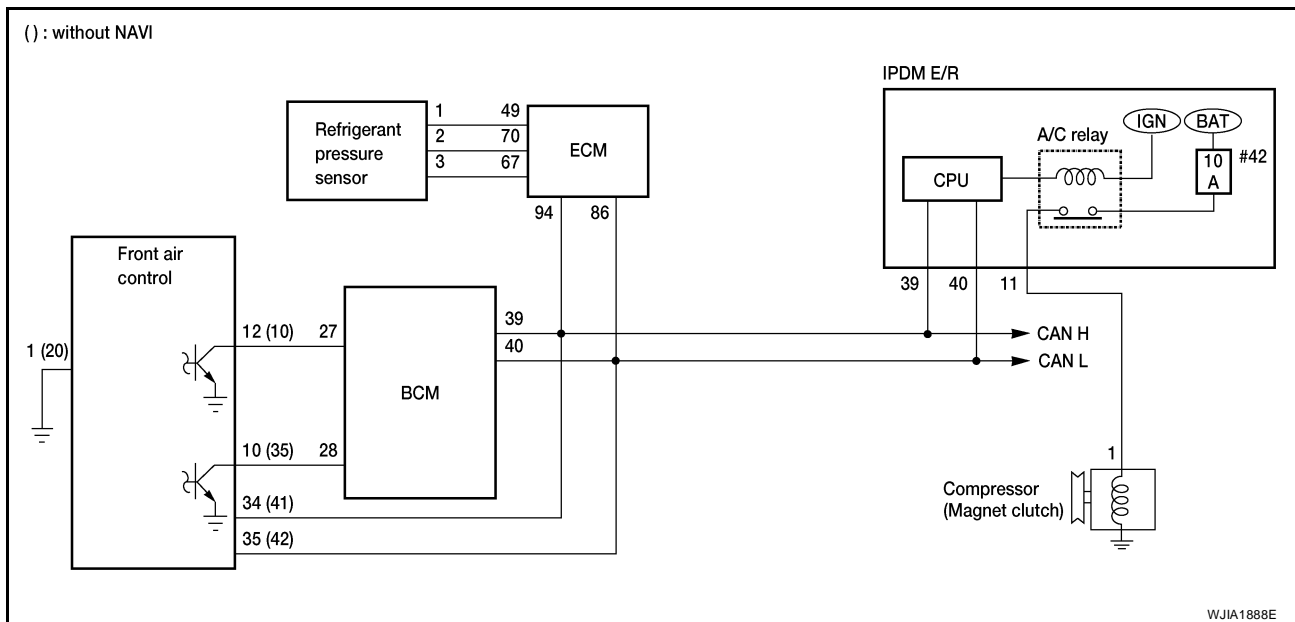 ( ) : without NAVI
IPDM E/R
Refrigerant
pressure
sensor
1
2
3
49
70
67
ECM
94
86
A/C relay
IGN
BAT
10
A
#42
CPU
39
40
11
Front air
control
1 (20)
12 (10)
27
10 (35)
28
34 (41)
35 (42)
BCM
39
40
CAN H
CAN L
1
Compressor
(Magnet clutch)
WJIA1888E